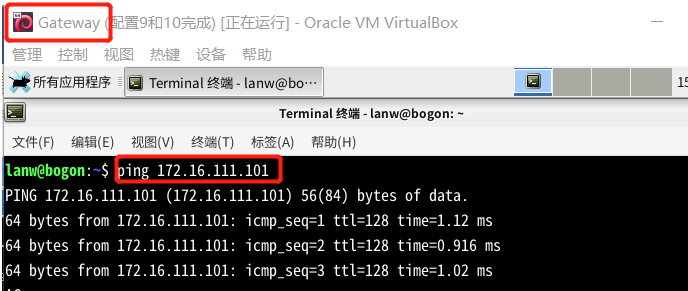 Gateway (配置9和10完成) [正在运行] - Oracle VM VirtualBox
管理 控制 视图 热键 设备 帮助
所有应用程序 Terminal 终端 - lanw@bo… 15
Terminal 终端 - lanw@bogon: ~
文件(F) 编辑(E) 视图(V) 终端(T) 标签(A) 帮助(H)
lanw@bogon:~$ ping 172.16.111.101
PING 172.16.111.101 (172.16.111.101) 56(84) bytes of data.
64 bytes from 172.16.111.101: icmp_seq=1 ttl=128 time=1.12 ms
64 bytes from 172.16.111.101: icmp_seq=2 ttl=128 time=0.916 ms
64 bytes from 172.16.111.101: icmp_seq=3 ttl=128 time=1.02 ms